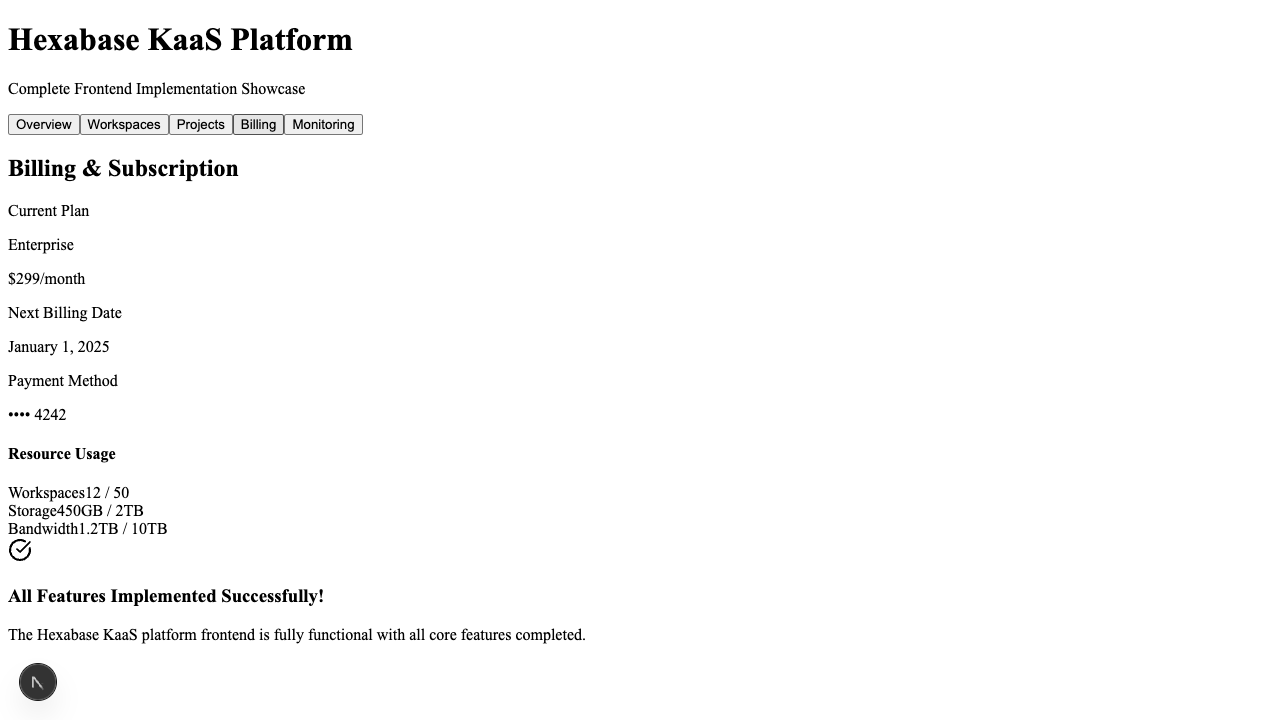 Hexabase KaaS Platform
Complete Frontend Implementation Showcase
Overview Workspaces Projects Billing Monitoring
Billing & Subscription
Current Plan
Enterprise
$299/month
Next Billing Date
January 1, 2025
Payment Method
•••• 4242
Resource Usage
Workspaces12 / 50
Storage450GB / 2TB
Bandwidth1.2TB / 10TB
All Features Implemented Successfully!
The Hexabase KaaS platform frontend is fully functional with all core features completed.